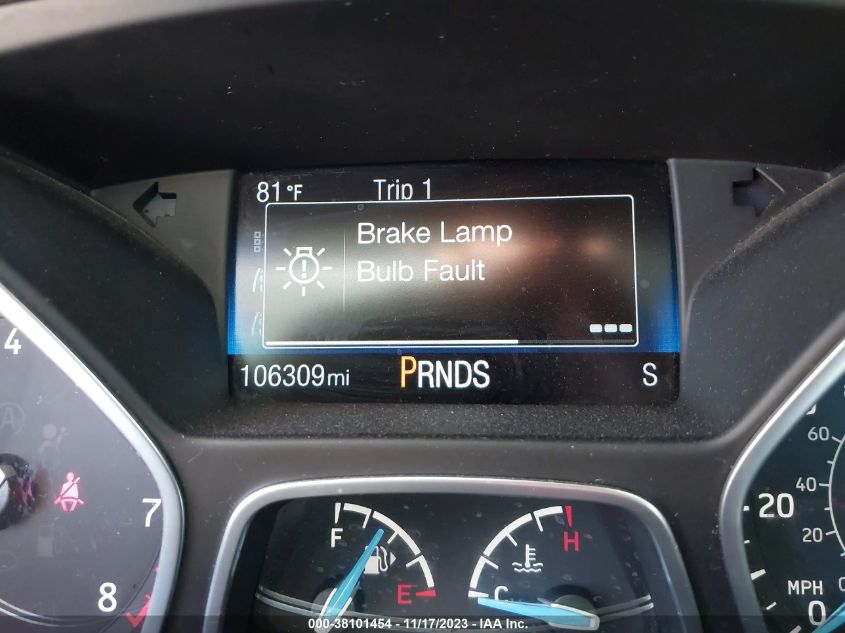 81°F Trip 1
Brake Lamp
Bulb Fault
106309mi PRNDS S
4
7
8
F
E
H
C
60
40
20
20
MPH
0
000-38101454 - 11/17/2023 - IAA Inc.